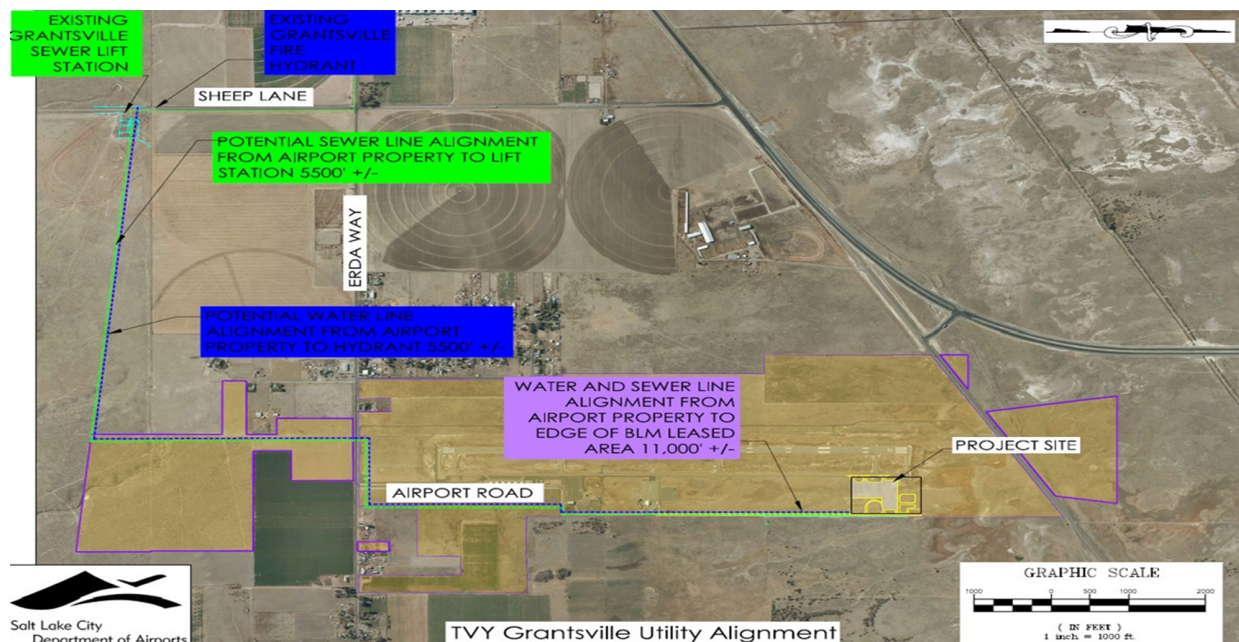 EXISTING
GRANTSVILLE
SEWER LIFT
STATION
EXISTING
GRANTSVILLE
FIRE
HYDRANT
SHEEP LANE
POTENTIAL SEWER LINE ALIGNMENT
FROM AIRPORT PROPERTY TO LIFT
STATION 5500' +/-
ERDA WAY
POTENTIAL WATER LINE
ALIGNMENT FROM AIRPORT
PROPERTY TO HYDRANT 5500' +/-
WATER AND SEWER LINE
ALIGNMENT FROM
AIRPORT PROPERTY TO
EDGE OF BLM LEASED
AREA 11,000' +/-
PROJECT SITE
AIRPORT ROAD
Salt Lake City
Department of Airports
TVY Grantsville Utility Alignment
GRAPHIC SCALE
1000 0 500 1000 2000
( IN FEET )
1 inch = 1000 ft.